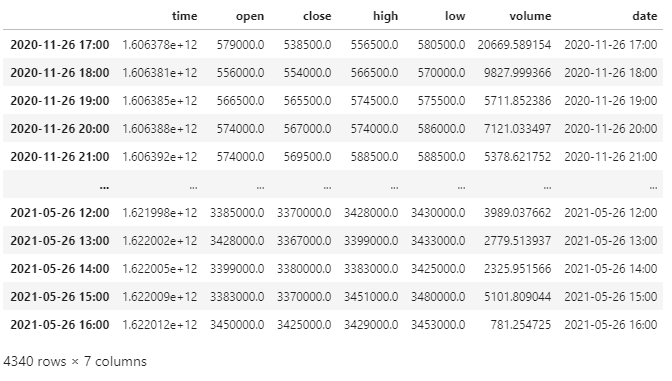 time open close high low volume date
2020-11-26 17:00 1.606378e+12 579000.0 538500.0 556500.0 580500.0 20669.589154 2020-11-26 17:00
2020-11-26 18:00 1.606381e+12 556000.0 554000.0 566500.0 570000.0 9827.999366 2020-11-26 18:00
2020-11-26 19:00 1.606385e+12 566500.0 565500.0 574500.0 575500.0 5711.852386 2020-11-26 19:00
2020-11-26 20:00 1.606388e+12 574000.0 567000.0 574000.0 586000.0 7121.033497 2020-11-26 20:00
2020-11-26 21:00 1.606392e+12 574000.0 569500.0 588500.0 588500.0 5378.621752 2020-11-26 21:00
... ... ... ... ... ... ... ...
2021-05-26 12:00 1.621998e+12 3385000.0 3370000.0 3428000.0 3430000.0 3989.037662 2021-05-26 12:00
2021-05-26 13:00 1.622002e+12 3428000.0 3367000.0 3399000.0 3433000.0 2779.513937 2021-05-26 13:00
2021-05-26 14:00 1.622005e+12 3399000.0 3380000.0 3383000.0 3425000.0 2325.951566 2021-05-26 14:00
2021-05-26 15:00 1.622009e+12 3383000.0 3370000.0 3451000.0 3480000.0 5101.809044 2021-05-26 15:00
2021-05-26 16:00 1.622012e+12 3450000.0 3425000.0 3429000.0 3453000.0 781.254725 2021-05-26 16:00
4340 rows × 7 columns